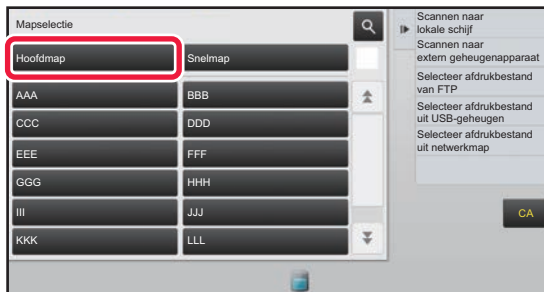 Mapselectie
Hoofdmap
Snelmap
AAA
BBB
CCC
DDD
EEE
FFF
GGG
HHH
III
JJJ
KKK
LLL
Scannen naar
lokale schijf
Scannen naar
extern geheugenapparaat
Selecteer afdrukbestand
van FTP
Selecteer afdrukbestand
uit USB-geheugen
Selecteer afdrukbestand
uit netwerkmap
CA